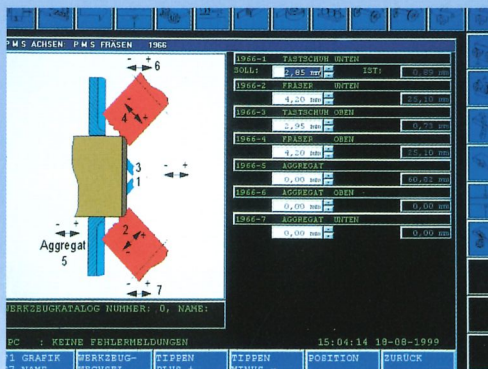 P M S ACHSEN: P M S FRÄSEN 1966
1966-1 TASTSCHUH UNTEN
SOLL: 2,85 mm IST: 0,89 mm
1966-2 FRÄSER UNTEN
4,20 mm 25,10 mm
1966-3 TASTSCHUH OBEN
2,95 mm 0,73 mm
1966-4 FRÄSER OBEN
4,20 mm 25,10 mm
1966-5 AGGREGAT
0,00 mm 60,02 mm
1966-6 AGGREGAT OBEN
0,00 mm 0,00 mm
1966-7 AGGREGAT UNTEN
0,00 mm 0,00 mm
- +
6
- +
4
3
1
- +
2
- +
Aggregat
5
- +
7
WERKZEUGKATALOG NUMMER: 0, NAME:
PC : KEINE FEHLERMELDUNGEN 15:04:14 18-08-1999
GRAFIK WERKZEUG- TIPPEN TIPPEN POSITION ZURÜCK